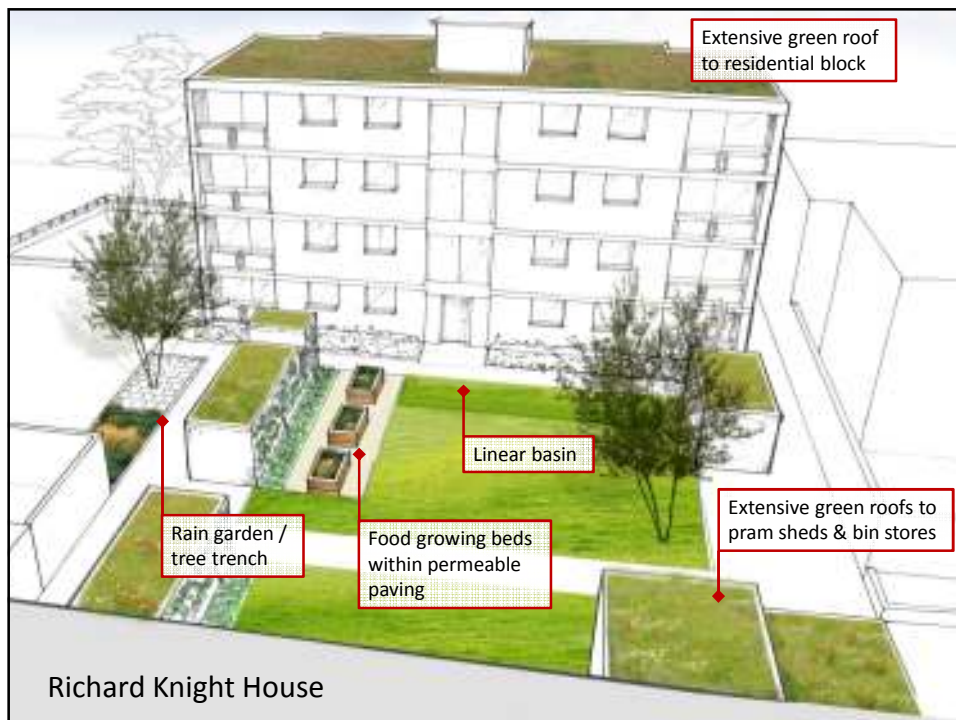 Extensive green roof
to residential block
Linear basin
Extensive green roofs to
pram sheds & bin stores
Rain garden /
tree trench
Food growing beds
within permeable
paving
Richard Knight House